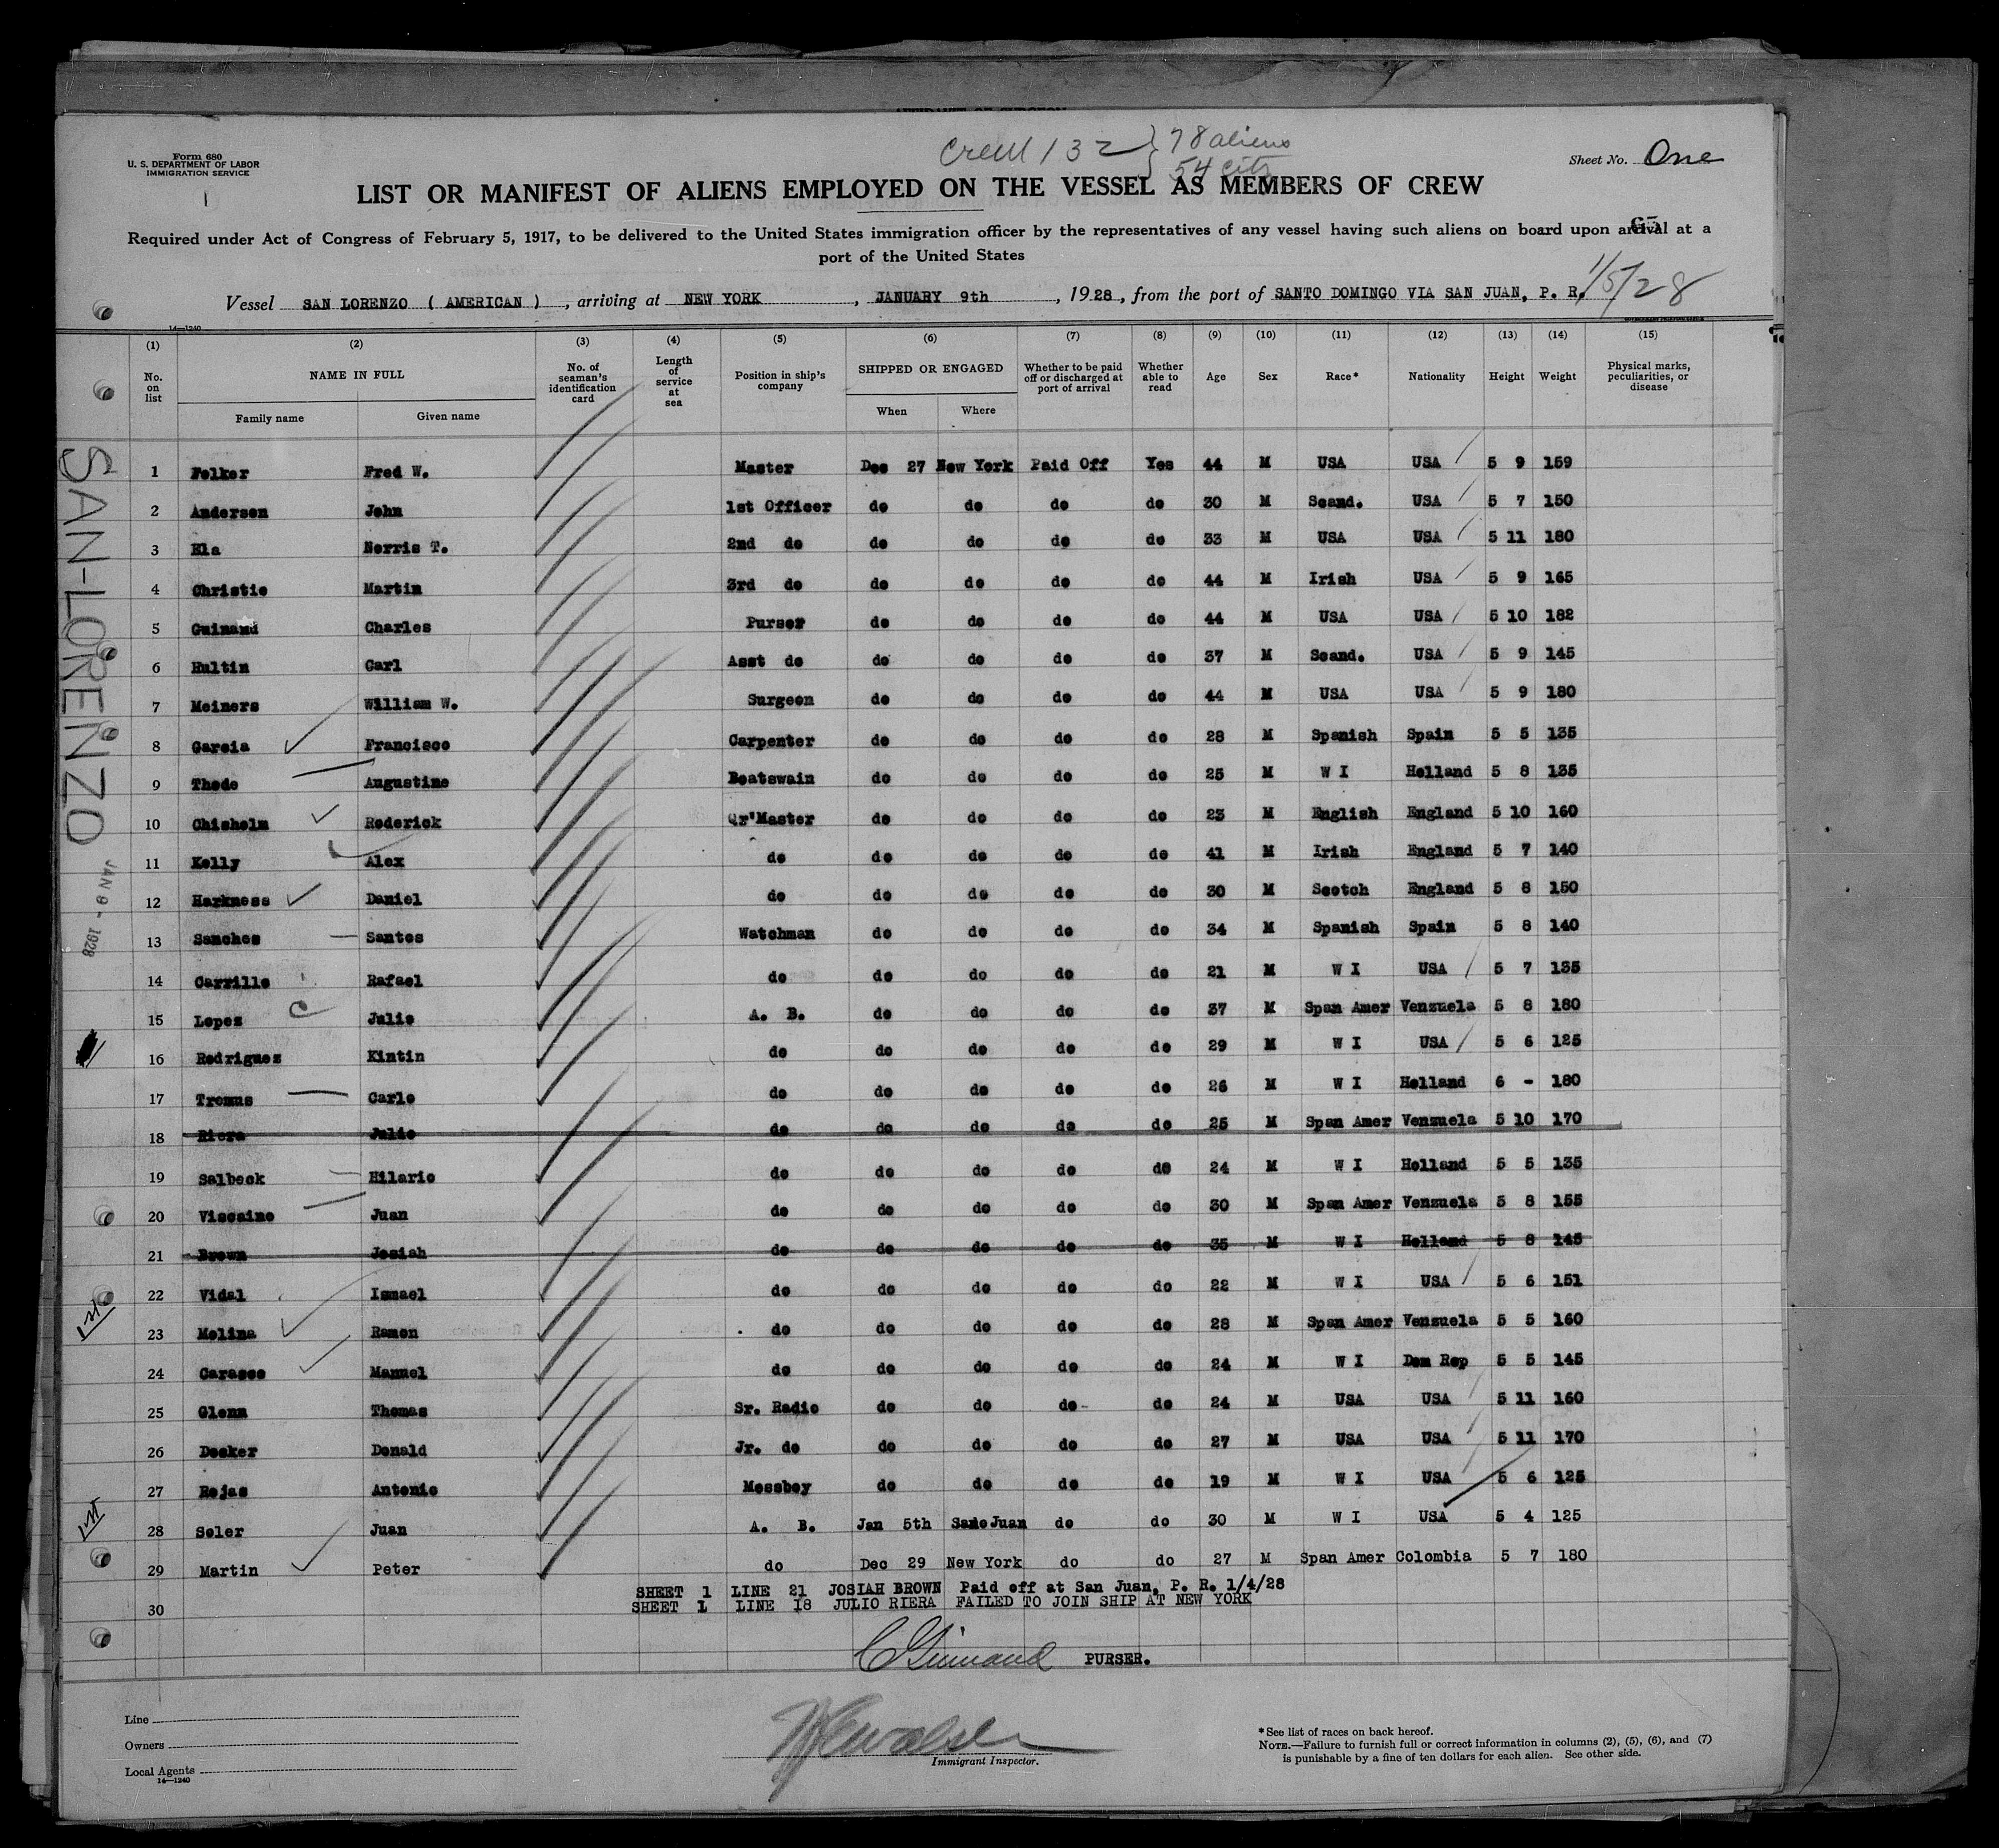 Form 680
U. S. DEPARTMENT OF LABOR
IMMIGRATION SERVICE
1
Crew 132 } 78 aliens
54 Citz
Sheet No. One
LIST OR MANIFEST OF ALIENS EMPLOYED ON THE VESSEL AS MEMBERS OF CREW
65
Required under Act of Congress of February 5, 1917, to be delivered to the United States immigration officer by the representatives of any vessel having such aliens on board upon arrival at a
port of the United States
Vessel SAN LORENZO ( AMERICAN ) , arriving at NEW YORK , JANUARY 9th , 1928, from the port of SANTO DOMINGO VIA SAN JUAN, P. R. 1/5/28
14—1240
(1) (2) (3) (4) (5) (6) (7) (8) (9) (10) (11) (12) (13) (14) (15)
No. on list NAME IN FULL No. of seaman's identification card Length of service at sea Position in ship's company SHIPPED OR ENGAGED Whether to be paid off or discharged at port of arrival Whether able to read Age Sex Race* Nationality Height Weight Physical marks, peculiarities, or disease
Family name Given name When Where
1 Felker Fred W. Master Dec 27 New York Paid Off Yes 44 M USA USA 5 9 159
2 Andersen John 1st Officer do do do do 30 M Scand. USA 5 7 150
3 Ela Norris T. 2nd do do do do do 33 M USA USA 5 11 180
4 Christie Martin 3rd do do do do do 44 M Irish USA 5 9 165
5 Guinand Charles Purser do do do do 44 M USA USA 5 10 182
6 Hultin Carl Asst do do do do do 37 M Scand. USA 5 9 145
7 Meiners William W. Surgeon do do do do 44 M USA USA 5 9 180
8 Garcia Francisco Carpenter do do do do 28 M Spanish Spain 5 5 135
9 Thode Augustine Boatswain do do do do 25 M W I Holland 5 8 135
10 Chisholm Roderick Qr'Master do do do do 23 M English England 5 10 160
11 Kelly Alex do do do do do 41 M Irish England 5 7 140
12 Harkness Daniel do do do do do 30 M Scotch England 5 8 150
13 Sanches Santos Watchman do do do do 34 M Spanish Spain 5 8 140
14 Carrillo Rafael do do do do do 21 M W I USA 5 7 135
15 Lopez Julio A. B. do do do do 37 M Span Amer Venzuela 5 8 180
16 Rodriguez Kintin do do do do do 29 M W I USA 5 6 125
17 Tromus Carlo do do do do do 26 M W I Holland 6 - 180
18 Riera Julio do do do do do 25 M Span Amer Venzuela 5 10 170
19 Salbeck Hilario do do do do do 24 M W I Holland 5 5 135
20 Viscaino Juan do do do do do 30 M Span Amer Venzuela 5 8 155
21 Brown Josiah do do do do do 35 M W I Holland 5 8 145
22 Vidal Ismael do do do do do 22 M W I USA 5 6 151
23 Molina Ramon do do do do do 28 M Span Amer Venzuela 5 5 160
24 Carasco Manuel do do do do do 24 M W I Dom Rep 5 5 145
25 Glenn Thomas Sr. Radio do do do do 24 M USA USA 5 11 160
26 Decker Donald Jr. do do do do do 27 M USA USA 5 11 170
27 Rojas Antonio Messboy do do do do 19 M W I USA 5 6 125
28 Soler Juan A. B. Jan 5th San Juan do do 30 M W I USA 5 4 125
29 Martin Peter do Dec 29 New York do do 27 M Span Amer Colombia 5 7 180
SHEET 1 LINE 21 JOSIAH BROWN Paid off at San Juan, P. R. 1/4/28
30 SHEET 1 LINE 18 JULIO RIERA FAILED TO JOIN SHIP AT NEW YORK
CGuinand PURSER.
SAN-LORENZO
JAN 9 - 1928
1st
1st
Line
Owners
Local Agents
14—1240
Immigrant Inspector.
*See list of races on back hereof.
NOTE.—Failure to furnish full or correct information in columns (2), (5), (6), and (7)
is punishable by a fine of ten dollars for each alien. See other side.